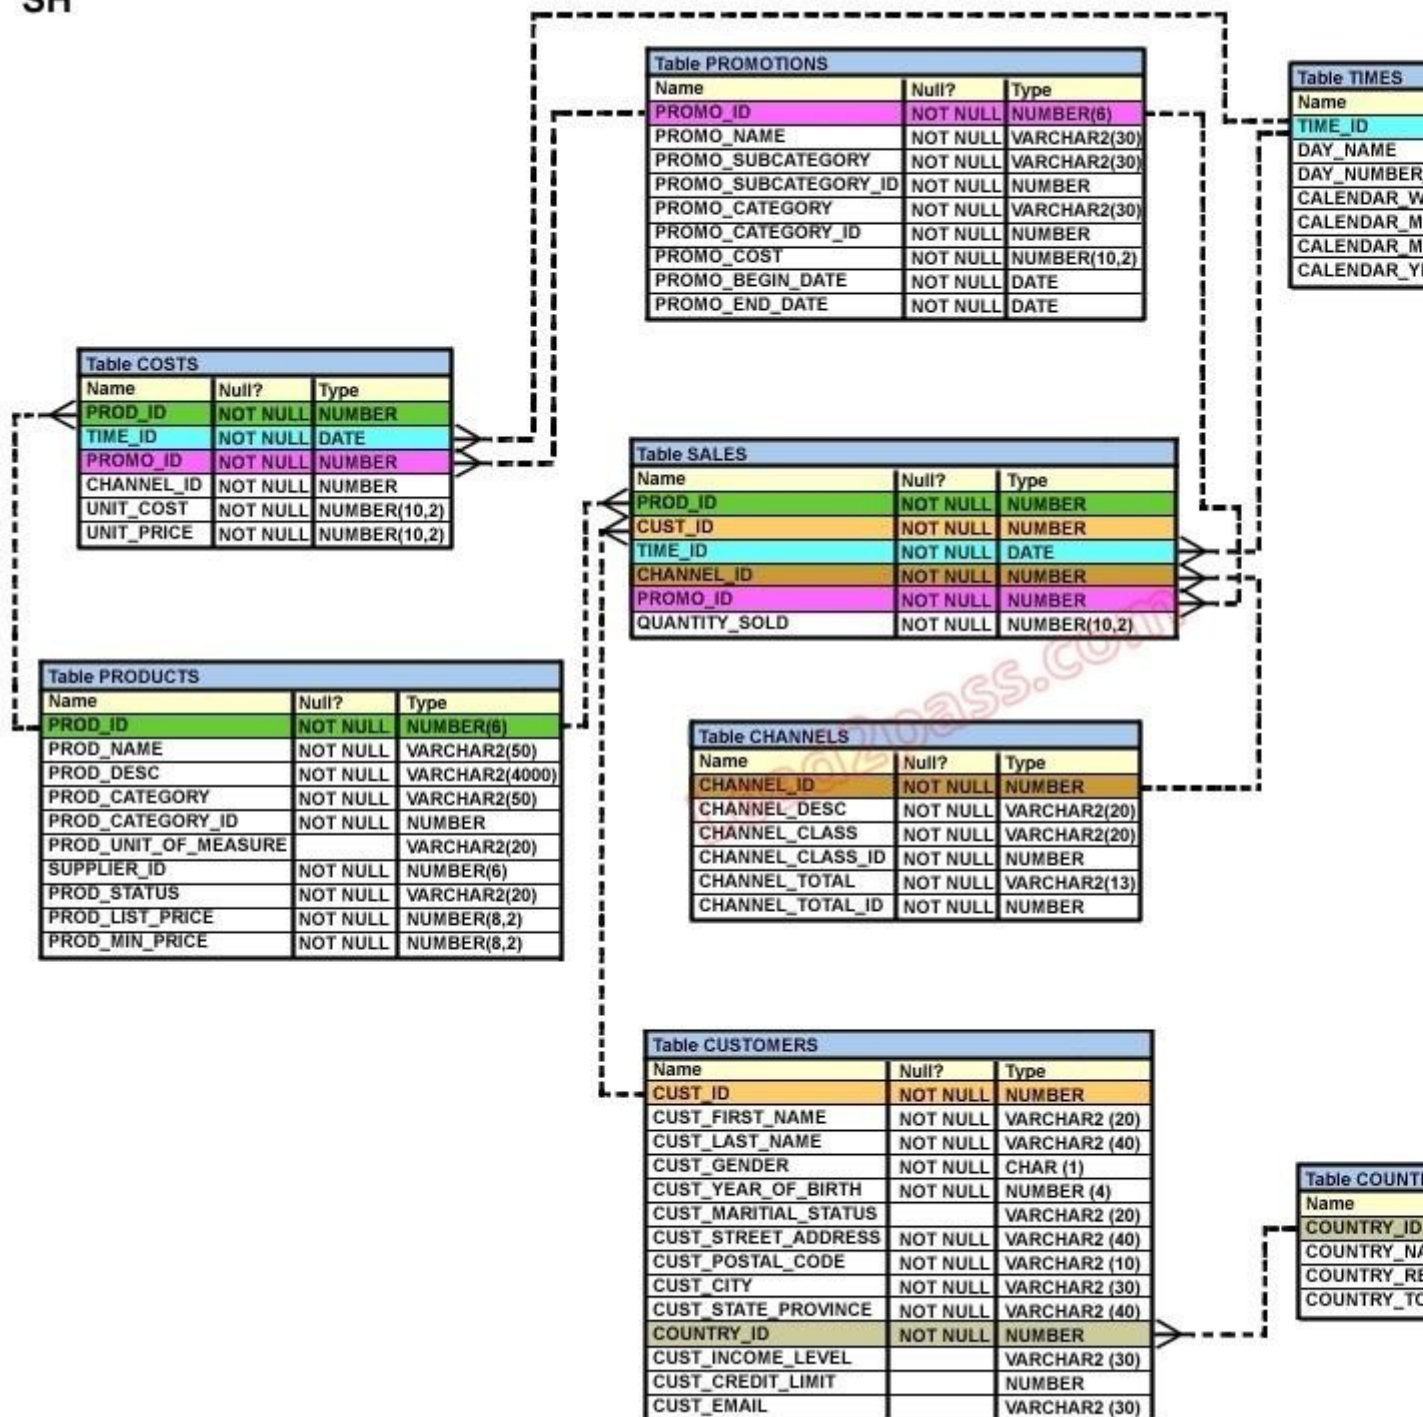 SH
Table PROMOTIONS
Name Null? Type
PROMO_ID NOT NULL NUMBER(6)
PROMO_NAME NOT NULL VARCHAR2(30)
PROMO_SUBCATEGORY NOT NULL VARCHAR2(30)
PROMO_SUBCATEGORY_ID NOT NULL NUMBER
PROMO_CATEGORY NOT NULL VARCHAR2(30)
PROMO_CATEGORY_ID NOT NULL NUMBER
PROMO_COST NOT NULL NUMBER(10,2)
PROMO_BEGIN_DATE NOT NULL DATE
PROMO_END_DATE NOT NULL DATE
Table TIMES
Name
TIME_ID
DAY_NAME
DAY_NUMBER
CALENDAR_W
CALENDAR_M
CALENDAR_M
CALENDAR_Y
Table COSTS
Name Null? Type
PROD_ID NOT NULL NUMBER
TIME_ID NOT NULL DATE
PROMO_ID NOT NULL NUMBER
CHANNEL_ID NOT NULL NUMBER
UNIT_COST NOT NULL NUMBER(10,2)
UNIT_PRICE NOT NULL NUMBER(10,2)
Table SALES
Name Null? Type
PROD_ID NOT NULL NUMBER
CUST_ID NOT NULL NUMBER
TIME_ID NOT NULL DATE
CHANNEL_ID NOT NULL NUMBER
PROMO_ID NOT NULL NUMBER
QUANTITY_SOLD NOT NULL NUMBER(10,2)
Table PRODUCTS
Name Null? Type
PROD_ID NOT NULL NUMBER(6)
PROD_NAME NOT NULL VARCHAR2(50)
PROD_DESC NOT NULL VARCHAR2(4000)
PROD_CATEGORY NOT NULL VARCHAR2(50)
PROD_CATEGORY_ID NOT NULL NUMBER
PROD_UNIT_OF_MEASURE VARCHAR2(20)
SUPPLIER_ID NOT NULL NUMBER(6)
PROD_STATUS NOT NULL VARCHAR2(20)
PROD_LIST_PRICE NOT NULL NUMBER(8,2)
PROD_MIN_PRICE NOT NULL NUMBER(8,2)
Table CHANNELS
Name Null? Type
CHANNEL_ID NOT NULL NUMBER
CHANNEL_DESC NOT NULL VARCHAR2(20)
CHANNEL_CLASS NOT NULL VARCHAR2(20)
CHANNEL_CLASS_ID NOT NULL NUMBER
CHANNEL_TOTAL NOT NULL VARCHAR2(13)
CHANNEL_TOTAL_ID NOT NULL NUMBER
Table CUSTOMERS
Name Null? Type
CUST_ID NOT NULL NUMBER
CUST_FIRST_NAME NOT NULL VARCHAR2 (20)
CUST_LAST_NAME NOT NULL VARCHAR2 (40)
CUST_GENDER NOT NULL CHAR (1)
CUST_YEAR_OF_BIRTH NOT NULL NUMBER (4)
CUST_MARITIAL_STATUS VARCHAR2 (20)
CUST_STREET_ADDRESS NOT NULL VARCHAR2 (40)
CUST_POSTAL_CODE NOT NULL VARCHAR2 (10)
CUST_CITY NOT NULL VARCHAR2 (30)
CUST_STATE_PROVINCE NOT NULL VARCHAR2 (40)
COUNTRY_ID NOT NULL NUMBER
CUST_INCOME_LEVEL VARCHAR2 (30)
CUST_CREDIT_LIMIT NUMBER
CUST_EMAIL VARCHAR2 (30)
Table COUNT
Name
COUNTRY_ID
COUNTRY_NA
COUNTRY_RE
COUNTRY_TO